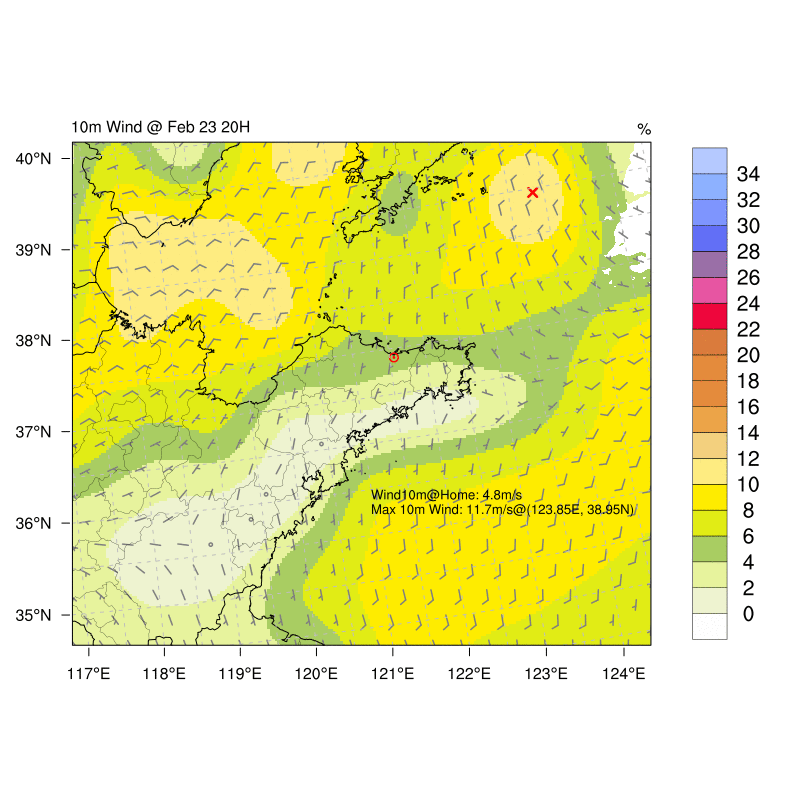 10m Wind @ Feb 23 20H
%
40°N
39°N
38°N
37°N
36°N
35°N
117°E
118°E
119°E
120°E
121°E
122°E
123°E
124°E
Wind10m@Home: 4.8m/s
Max 10m Wind: 11.7m/s@(123.85E, 38.95N)
34
32
30
28
26
24
22
20
18
16
14
12
10
8
6
4
2
0